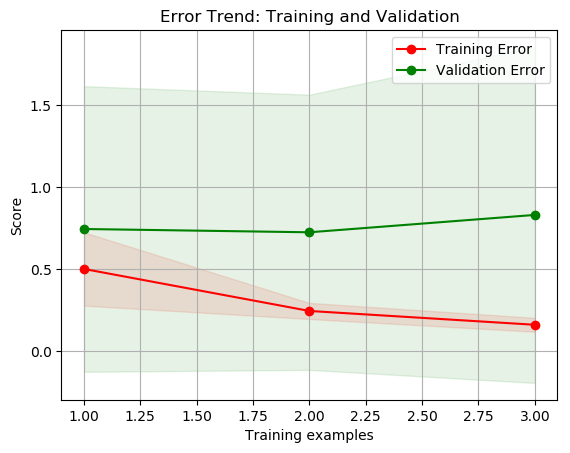 Error Trend: Training and Validation
Training Error
Validation Error
Score
1.5
1.0
0.5
0.0
1.00 1.25 1.50 1.75 2.00 2.25 2.50 2.75 3.00
Training examples